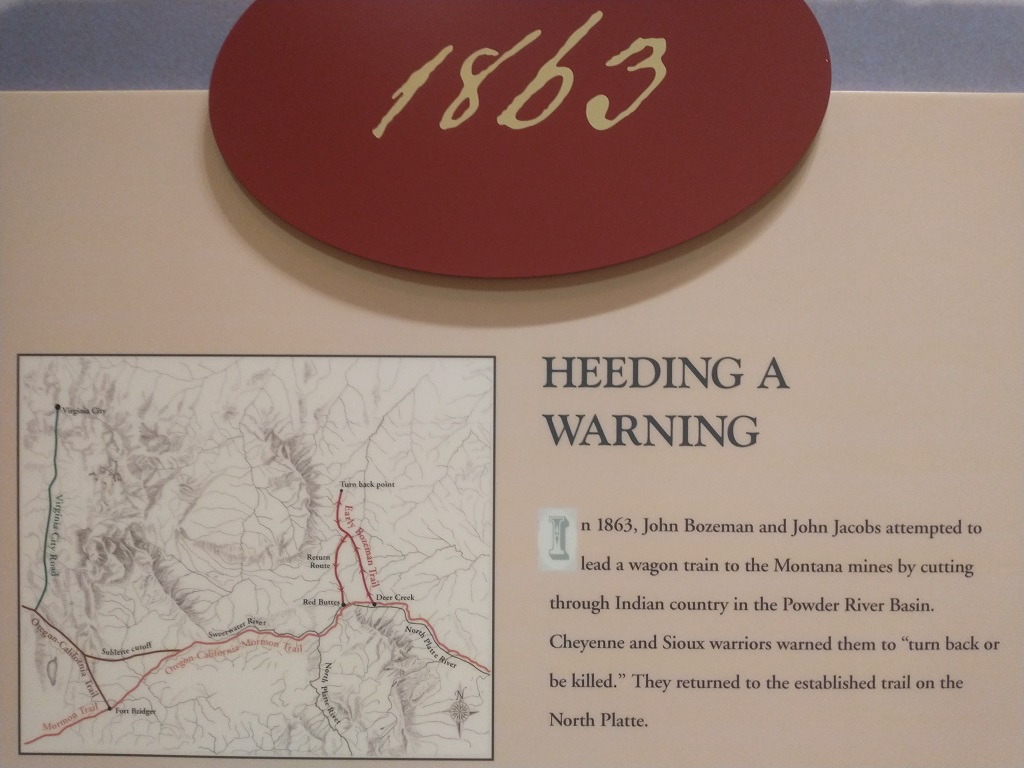 1863
HEEDING A
WARNING
In 1863, John Bozeman and John Jacobs attempted to
lead a wagon train to the Montana mines by cutting
through Indian country in the Powder River Basin.
Cheyenne and Sioux warriors warned them to “turn back or
be killed.” They returned to the established trail on the
North Platte.
Virginia City
Virginia City Road
Turn back point
Early Bozeman Trail
Return
Route
Red Buttes
Deer Creek
North Platte River
Sweetwater River
Oregon-California Mormon Trail
Sublette cutoff
Oregon-California Trail
North Platte River
Fort Bridger
Mormon Trail
N